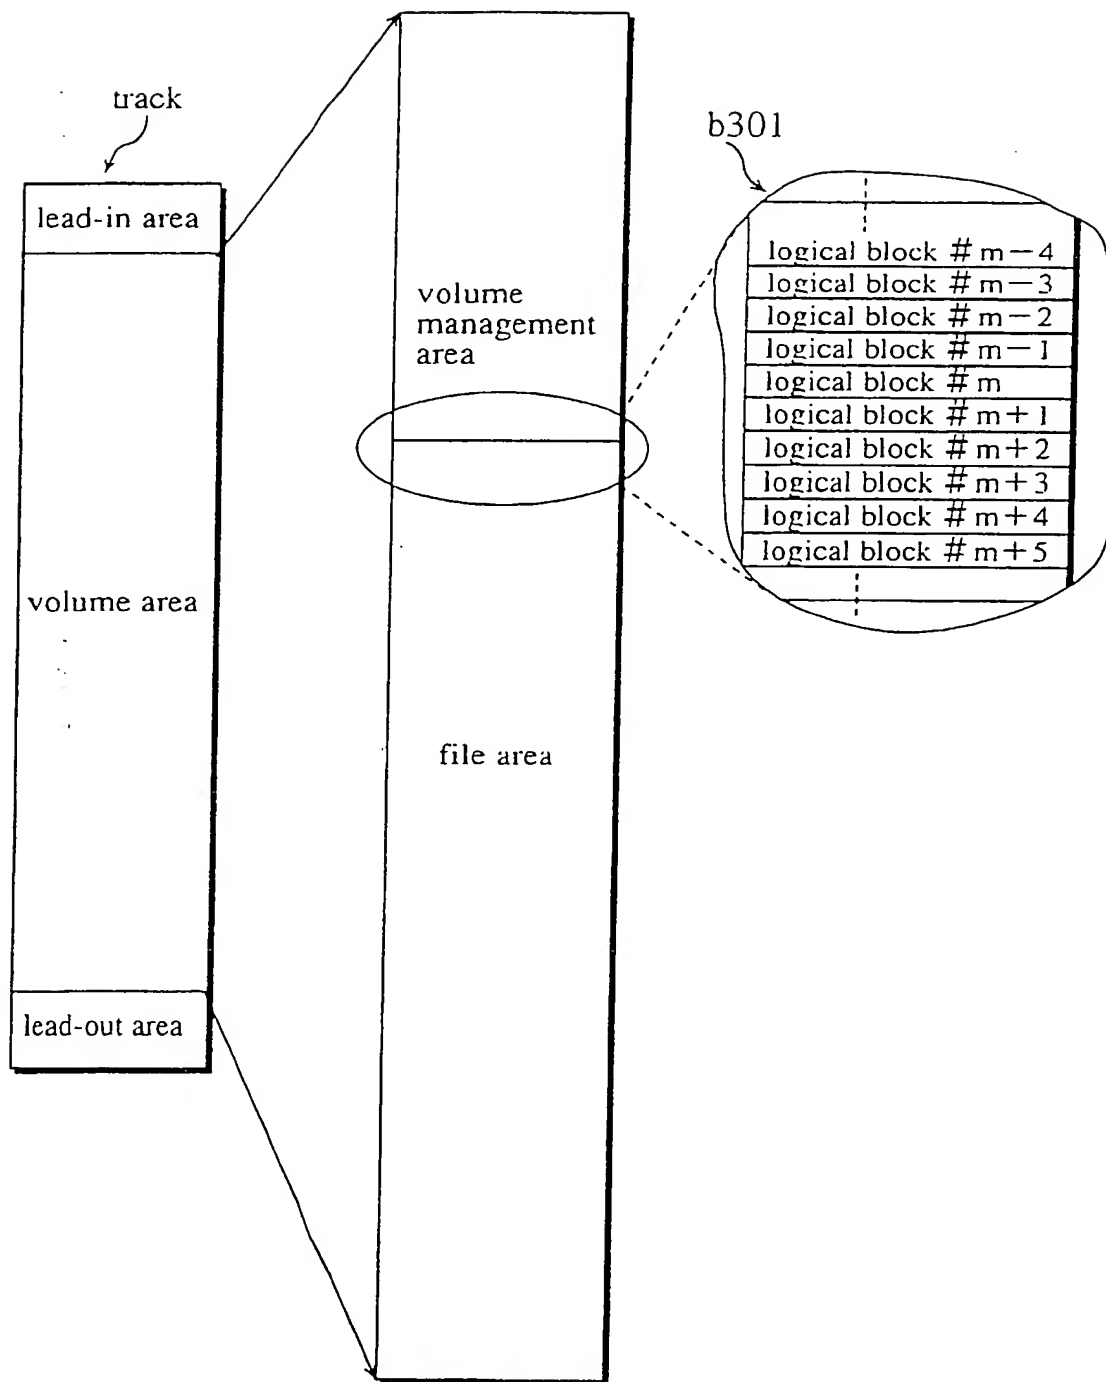 track
lead-in area
volume area
lead-out area
volume
management
area
file area
b301
logical block # m−4
logical block # m−3
logical block # m−2
logical block # m−1
logical block # m
logical block # m+1
logical block # m+2
logical block # m+3
logical block # m+4
logical block # m+5